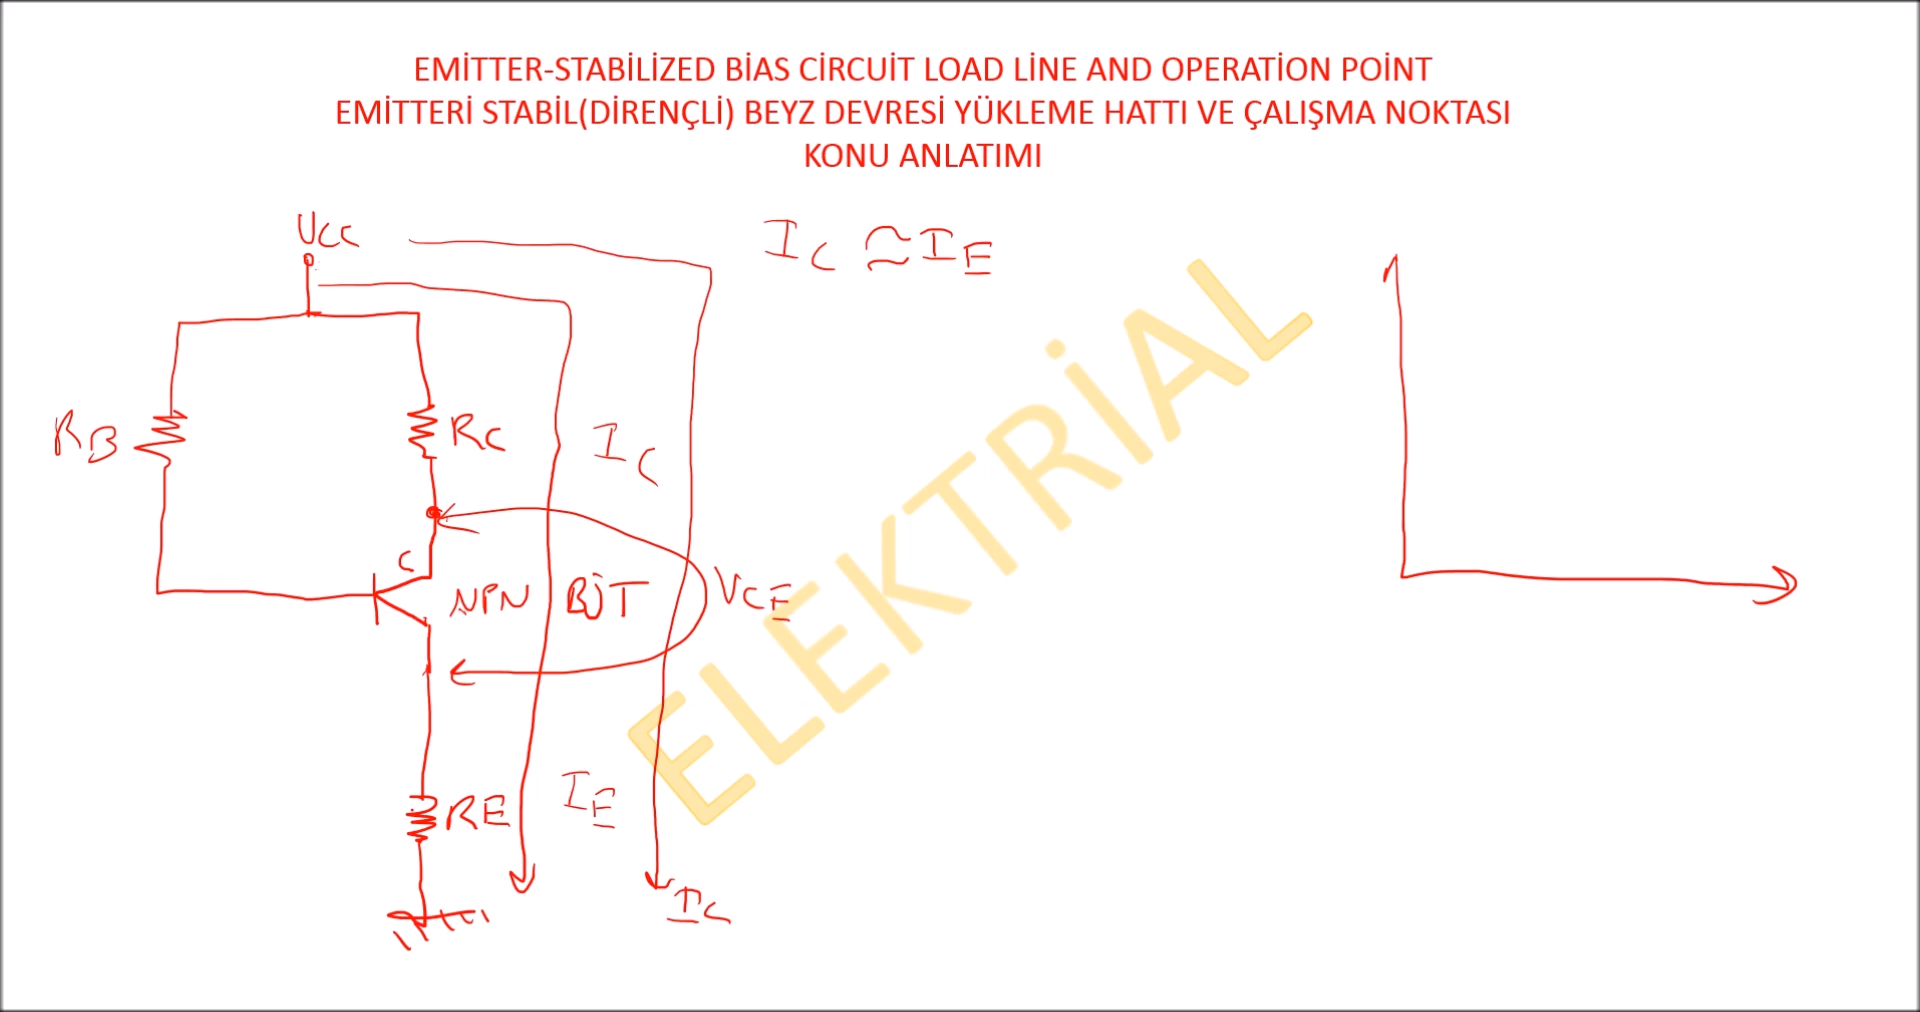 EMİTTER-STABİLİZED BİAS CİRCUİT LOAD LİNE AND OPERATİON POİNT
EMİTTERİ STABİL(DİRENÇLİ) BEYZ DEVRESİ YÜKLEME HATTI VE ÇALIŞMA NOKTASI
KONU ANLATIMI
VCC
IC ≅ IE
RB
RC
IC
C
NPN BJT
VCE
IE
RE
IC
ELEKTRİAL